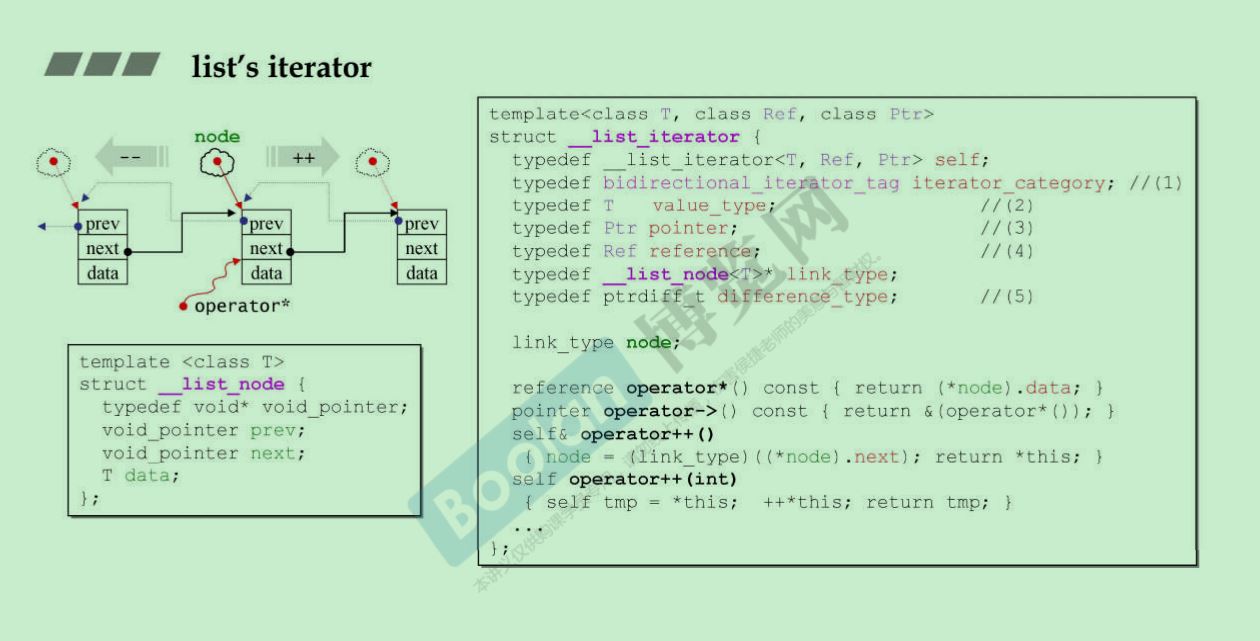 list's iterator
node
-- ++
prev prev prev
next next next
data data data
operator*
template <class T>
struct __list_node {
typedef void* void_pointer;
void_pointer prev;
void_pointer next;
T data;
};
template<class T, class Ref, class Ptr>
struct __list_iterator {
typedef __list_iterator<T, Ref, Ptr> self;
typedef bidirectional_iterator_tag iterator_category; //(1)
typedef T value_type; //(2)
typedef Ptr pointer; //(3)
typedef Ref reference; //(4)
typedef __list_node<T>* link_type;
typedef ptrdiff_t difference_type; //(5)
link_type node;
reference operator*() const { return (*node).data; }
pointer operator->() const { return &(operator*()); }
self& operator++()
{ node = (link_type)((*node).next); return *this; }
self operator++(int)
{ self tmp = *this; ++*this; return tmp; }
...
};
Boolan 博览网